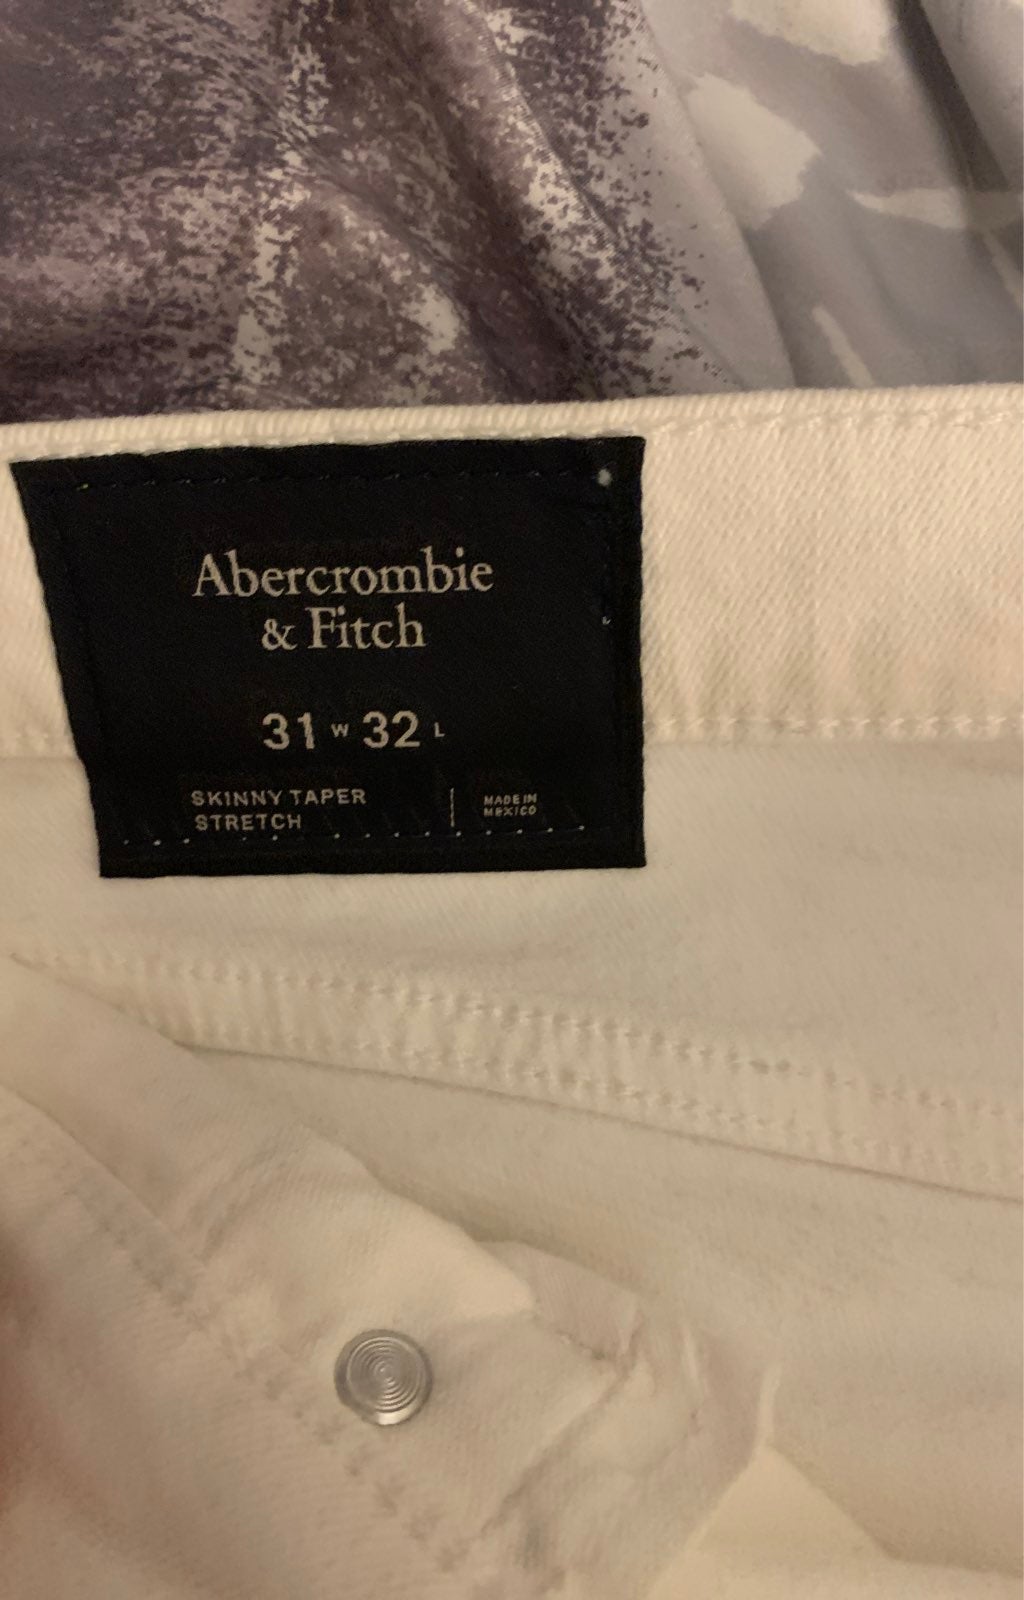 Abercrombie
& Fitch
31 W 32 L
SKINNY TAPER
STRETCH
MADE IN
MEXICO